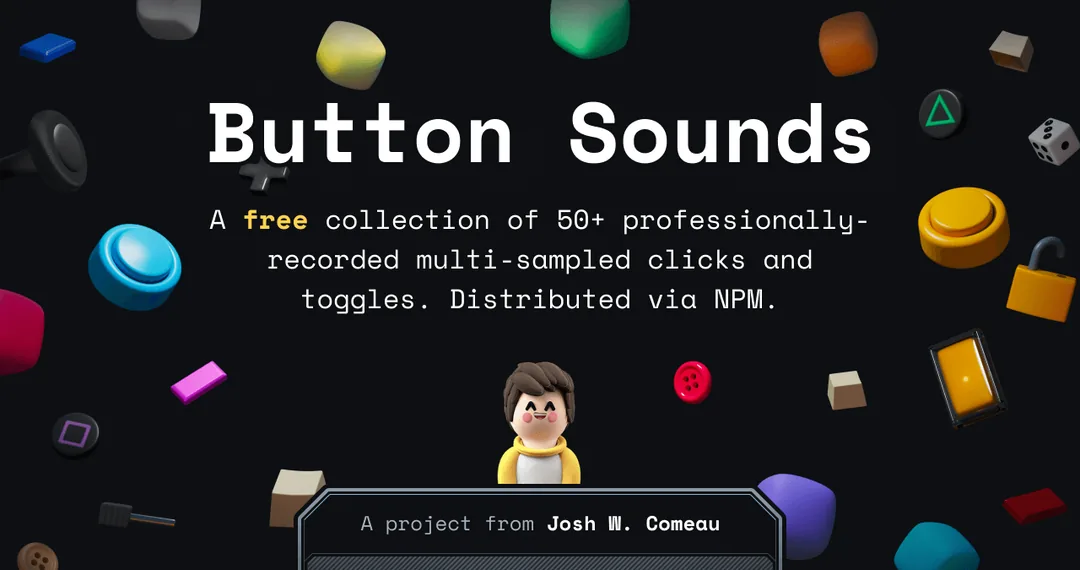 Button Sounds
A free collection of 50+ professionally-
recorded multi-sampled clicks and
toggles. Distributed via NPM.
A project from Josh W. Comeau